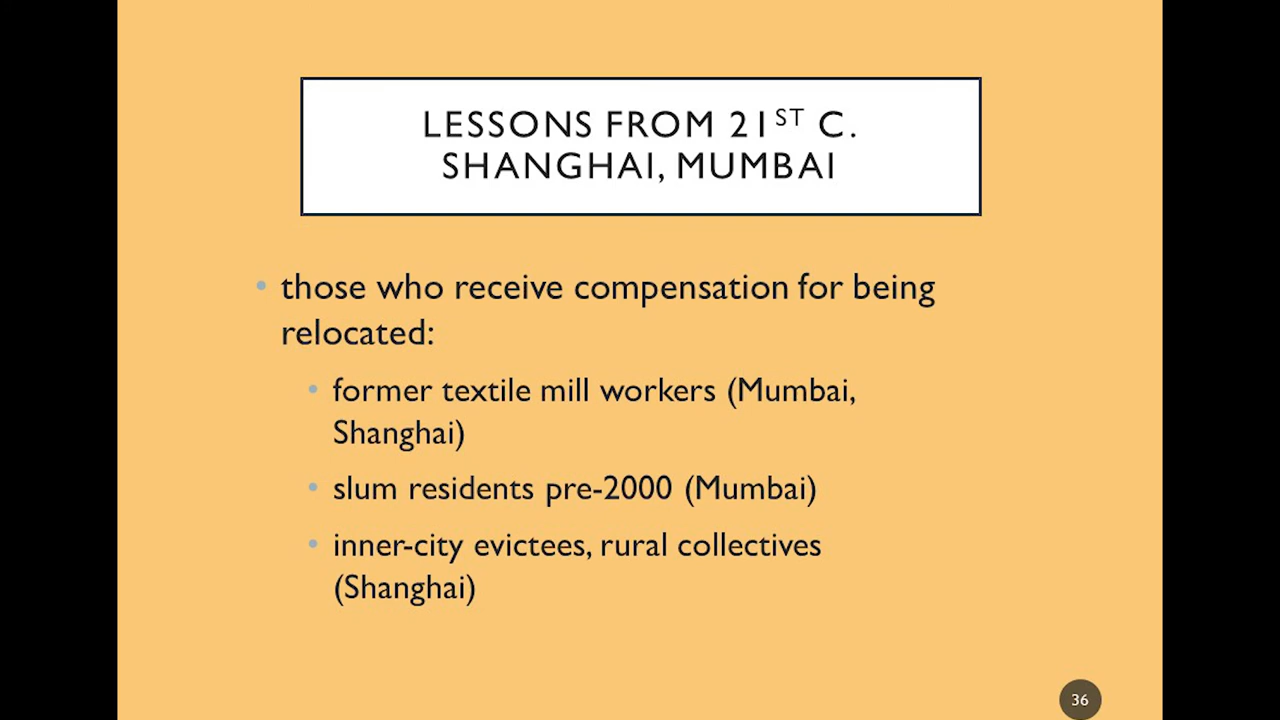 LESSONS FROM 21ST C.
SHANGHAI, MUMBAI
• those who receive compensation for being
relocated:
• former textile mill workers (Mumbai,
Shanghai)
• slum residents pre-2000 (Mumbai)
• inner-city evictees, rural collectives
(Shanghai)
36